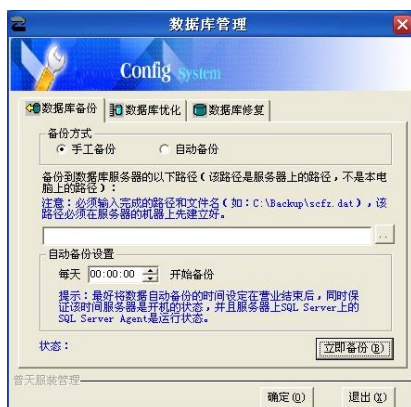 数据库管理
Config System
数据库备份 数据库优化 数据库修复
备份方式
手工备份 自动备份
备份到数据库服务器的以下路径(该路径是服务器上的路径,不是本电
脑上的路径):
注意:必须输入完成的路径和文件名(如:C:\Backup\scfz.dat),该
路径必须在服务器的机器上先建立好。
..
自动备份设置
每天 00:00:00 开始备份
提示:最好将数据自动备份的时间设定在营业结束后,同时保
证该时间服务器是开机的状态,并且服务器上SQL Server上的
SQL Server Agent是运行状态。
状态: 立即备份(B)
普天服装管理
确定(O) 退出(X)